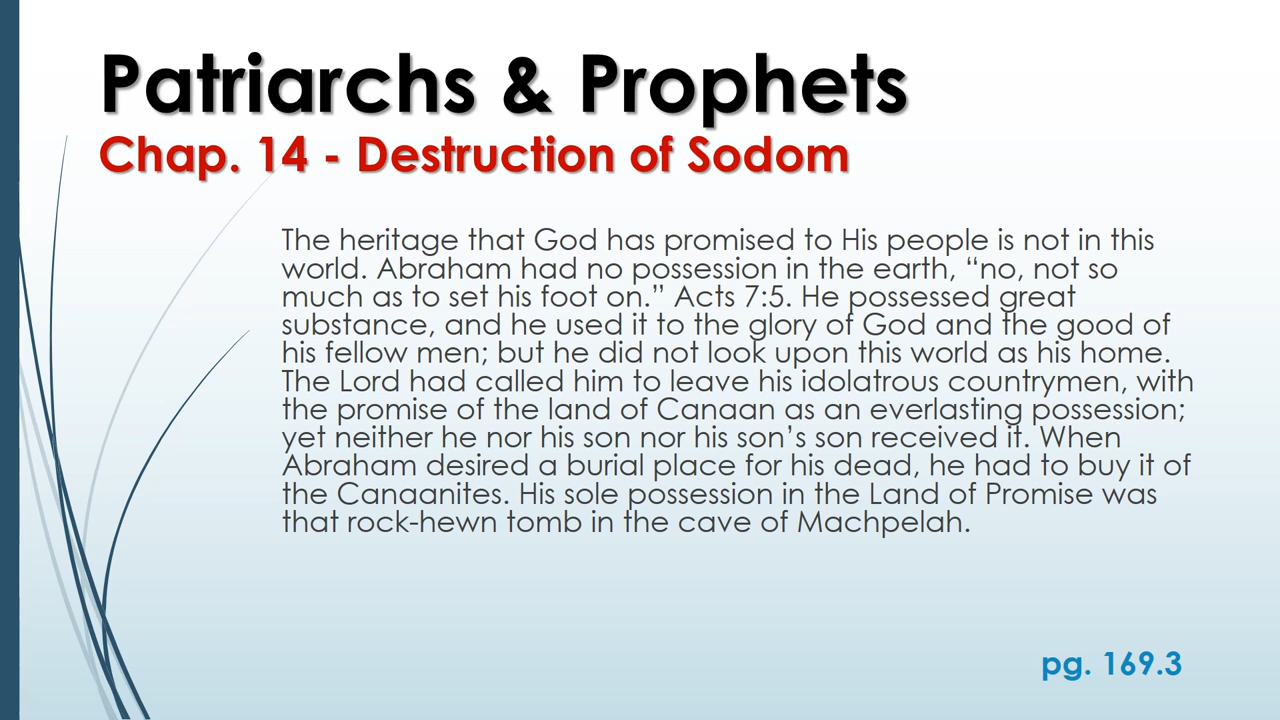 Patriarchs & Prophets
Chap. 14 - Destruction of Sodom
The heritage that God has promised to His people is not in this
world. Abraham had no possession in the earth, “no, not so
much as to set his foot on.” Acts 7:5. He possessed great
substance, and he used it to the glory of God and the good of
his fellow men; but he did not look upon this world as his home.
The Lord had called him to leave his idolatrous countrymen, with
the promise of the land of Canaan as an everlasting possession;
yet neither he nor his son nor his son’s son received it. When
Abraham desired a burial place for his dead, he had to buy it of
the Canaanites. His sole possession in the Land of Promise was
that rock-hewn tomb in the cave of Machpelah.
pg. 169.3